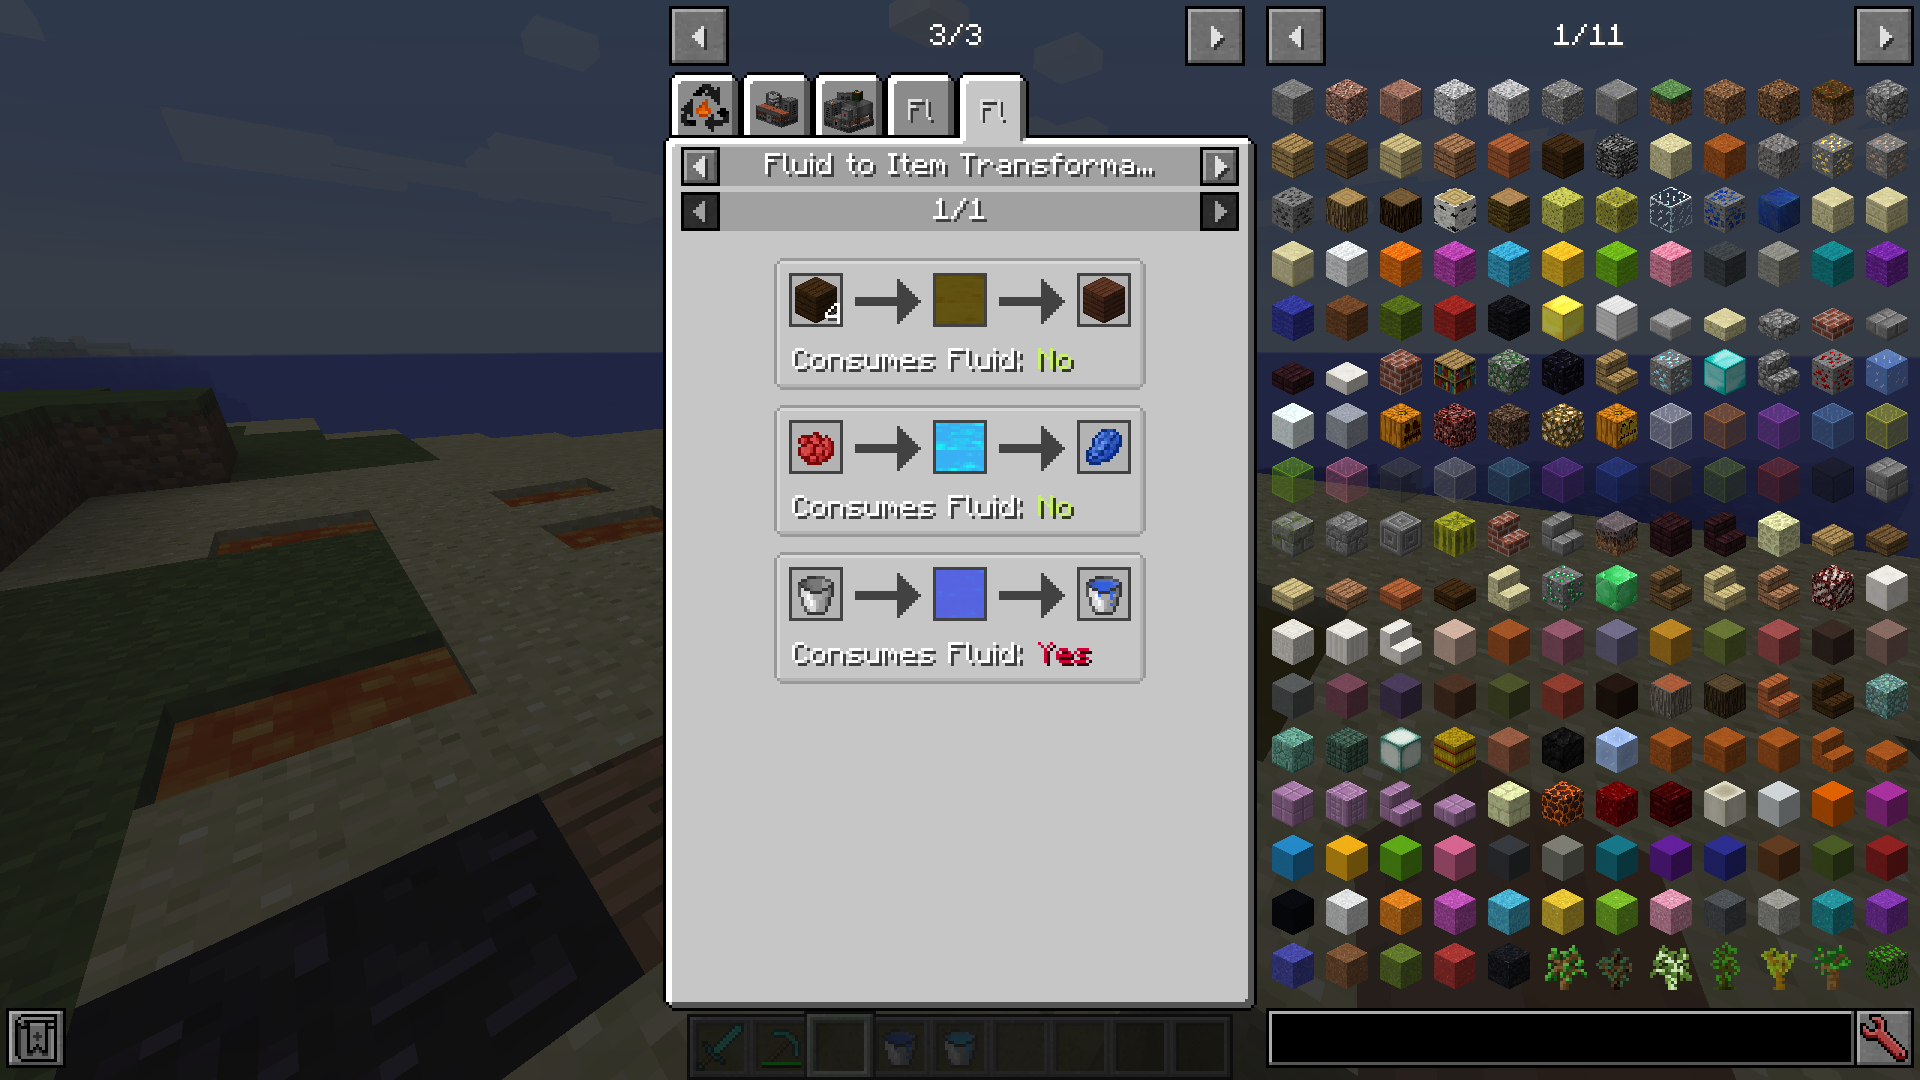 3/3
1/11
Fl
Fl
Fluid to Item Transforma...
1/1
4
Consumes Fluid: No
Consumes Fluid: No
Consumes Fluid: Yes